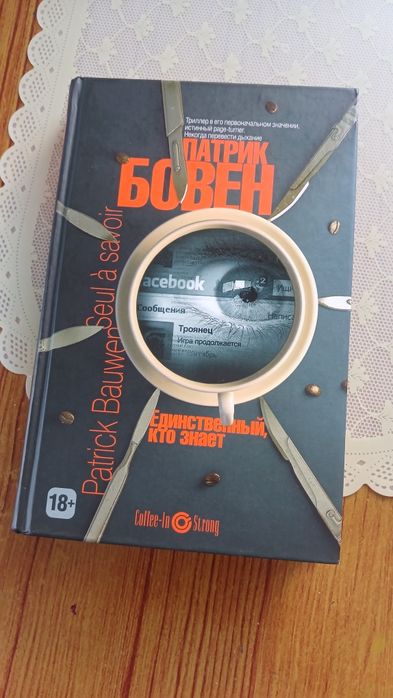 Триллер в его первоначальном значении,
истинный page-turner.
Некогда перевести дыхание
ПАТРИК
БОВЕН
Patrick Bauwen
Seul à savoir
facebook
Сообщения
Троянец
Игра продолжается
Единственный,
кто знает
18+
Coffee-In Strong